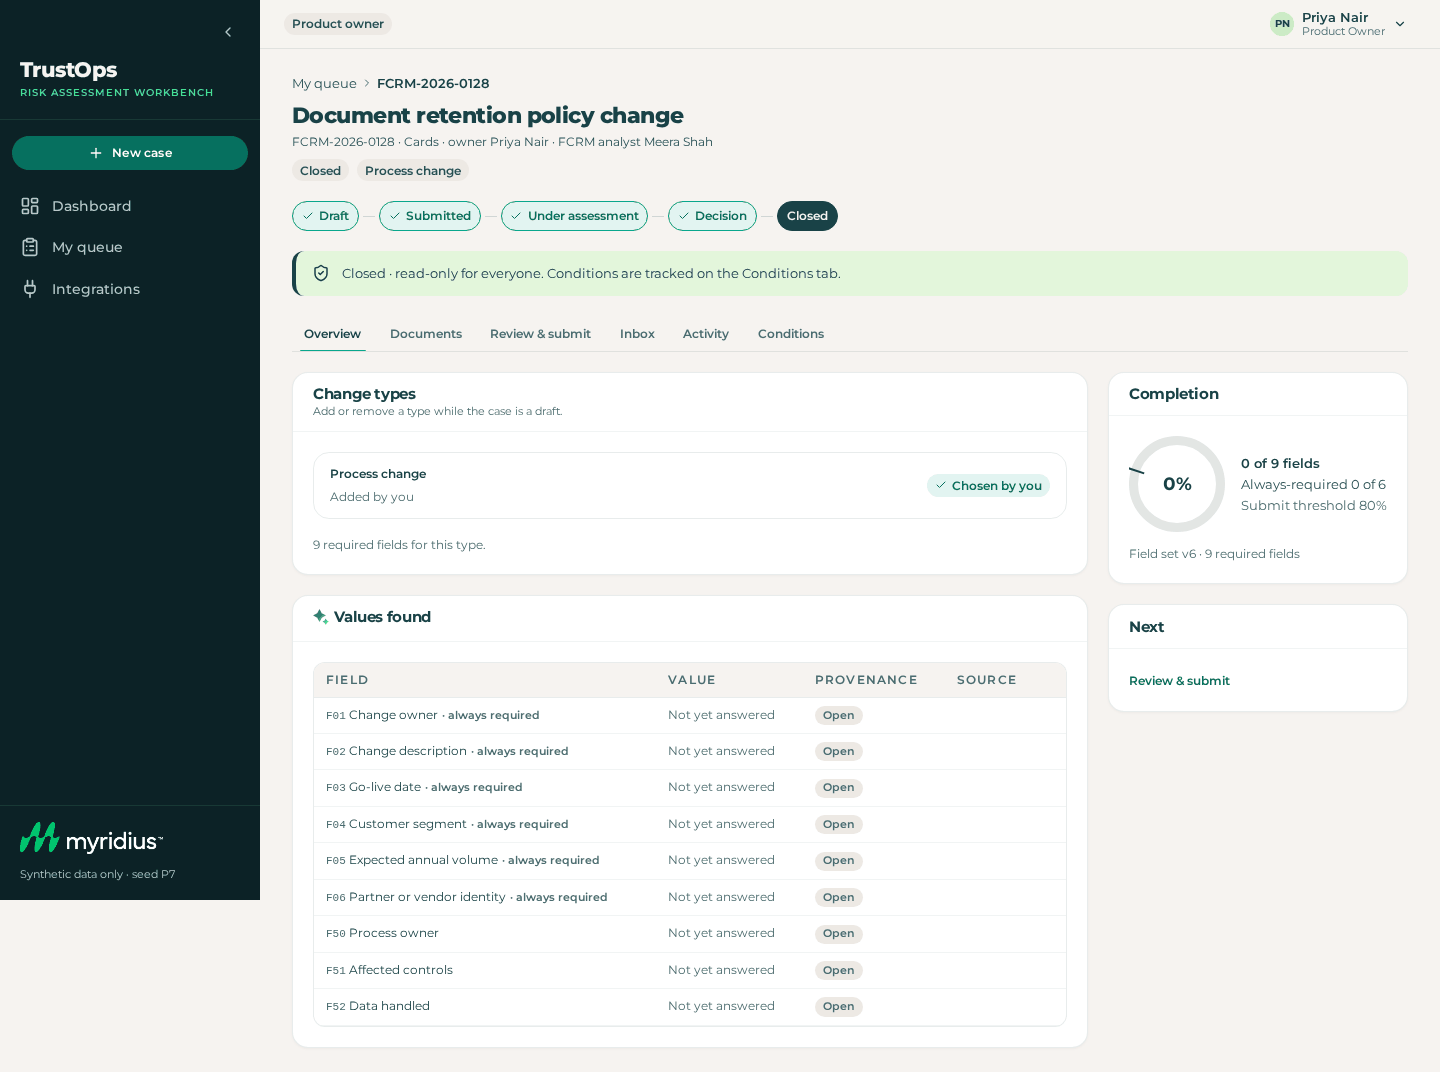 TrustOps
RISK ASSESSMENT WORKBENCH
New case
Dashboard
My queue
Integrations
myridius™
Synthetic data only · seed P7
Product owner
PN
Priya Nair
Product Owner
My queue > FCRM-2026-0128
Document retention policy change
FCRM-2026-0128 · Cards · owner Priya Nair · FCRM analyst Meera Shah
Closed Process change
Draft Submitted Under assessment Decision Closed
Closed · read-only for everyone. Conditions are tracked on the Conditions tab.
Overview Documents Review & submit Inbox Activity Conditions
Change types
Add or remove a type while the case is a draft.
Process change
Added by you
Chosen by you
9 required fields for this type.
Values found
FIELD VALUE PROVENANCE SOURCE
F01 Change owner · always required Not yet answered Open
F02 Change description · always required Not yet answered Open
F03 Go-live date · always required Not yet answered Open
F04 Customer segment · always required Not yet answered Open
F05 Expected annual volume · always required Not yet answered Open
F06 Partner or vendor identity · always required Not yet answered Open
F50 Process owner Not yet answered Open
F51 Affected controls Not yet answered Open
F52 Data handled Not yet answered Open
Completion
0%
0 of 9 fields
Always-required 0 of 6
Submit threshold 80%
Field set v6 · 9 required fields
Next
Review & submit